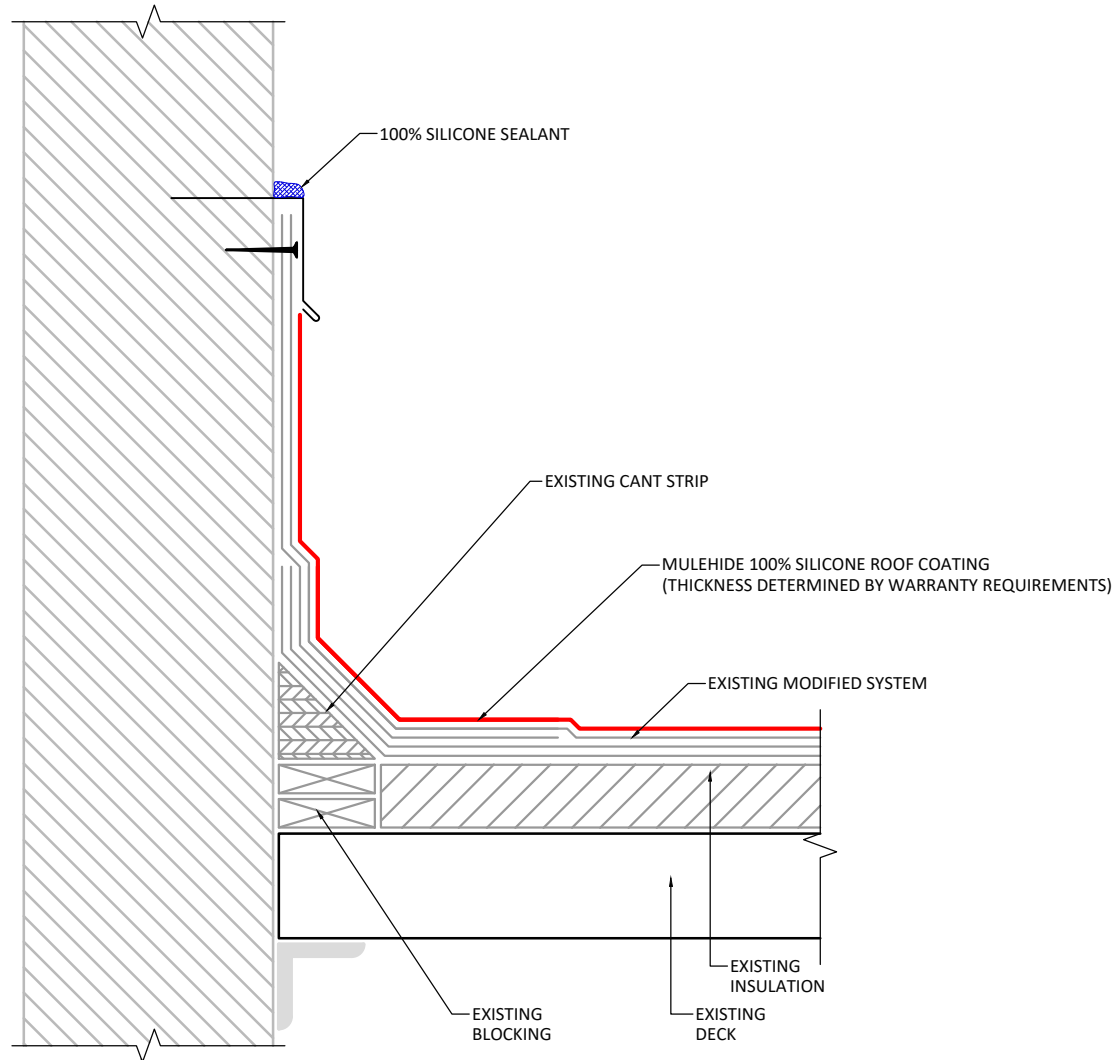 100% SILICONE SEALANT
EXISTING CANT STRIP
MULEHIDE 100% SILICONE ROOF COATING
(THICKNESS DETERMINED BY WARRANTY REQUIREMENTS)
EXISTING MODIFIED SYSTEM
EXISTING
INSULATION
EXISTING
BLOCKING
EXISTING
DECK